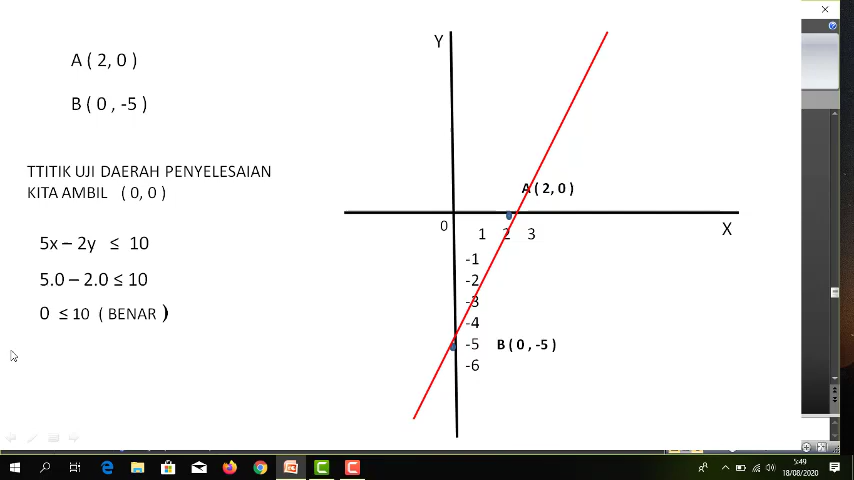 A ( 2, 0 )
B ( 0 , -5 )
TTITIK UJI DAERAH PENYELESAIAN
KITA AMBIL ( 0, 0 )
5x – 2y ≤ 10
5.0 – 2.0 ≤ 10
0 ≤ 10 ( BENAR )
Y
A ( 2, 0 )
0
1 2 3
X
-1
-2
-3
-4
-5
B ( 0 , -5 )
-6
5:49
18/08/2020